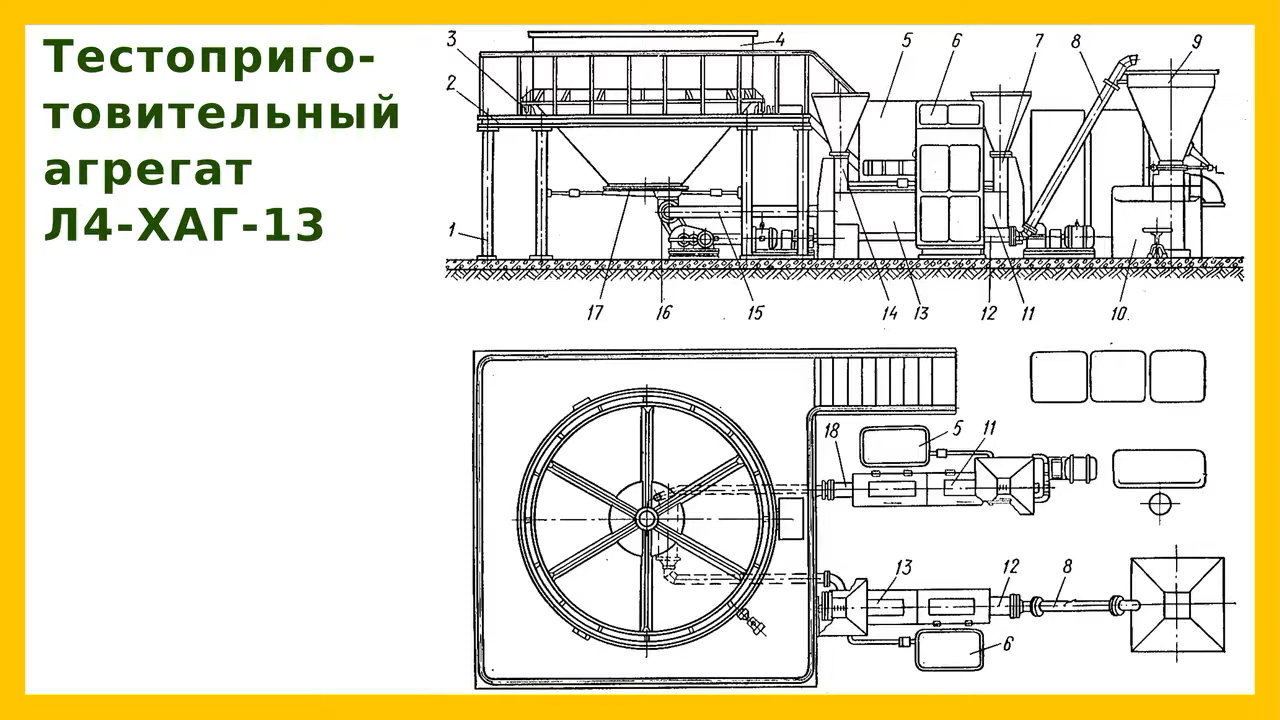 Тестоприго-
товительный
агрегат
Л4-ХАГ-13
3 4 5 6 7 8 9
2
1
17 16 15 14 13 12 11 10.
18 5 11
13 12 8
6